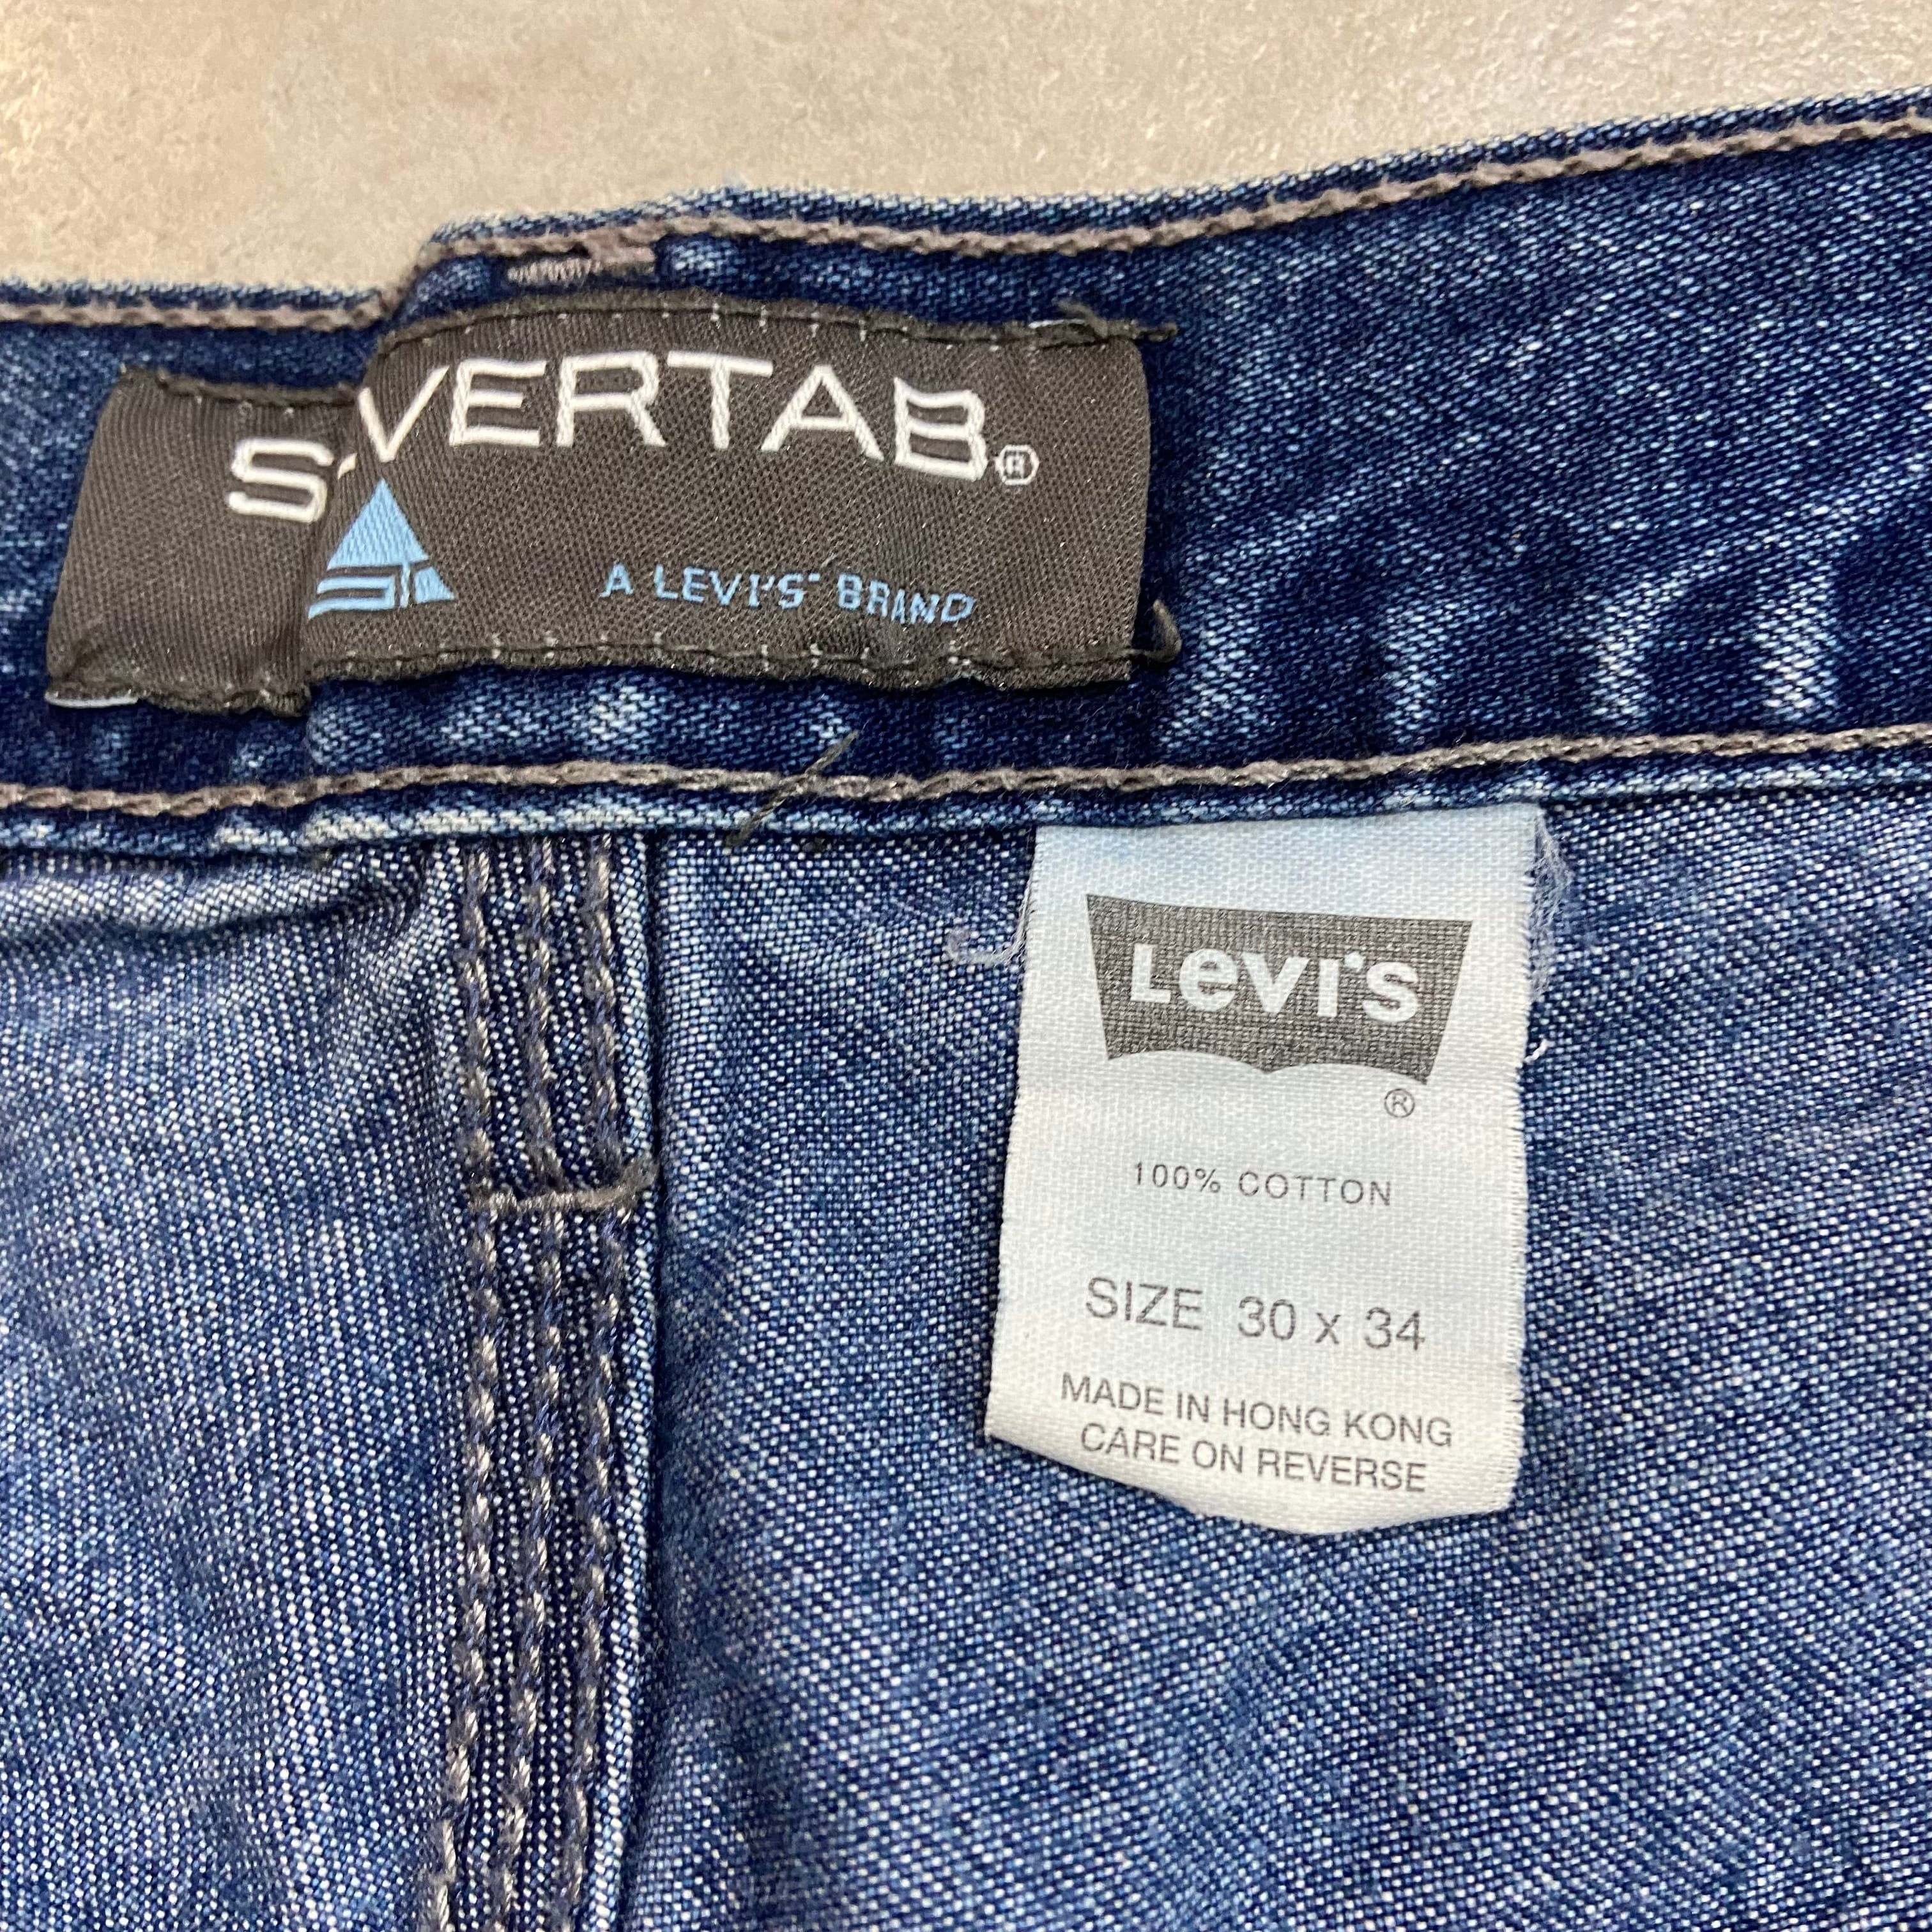 S-VERTAB®
A LEVI'S BRAND
LEVI'S
®
100% COTTON
SIZE 30 x 34
MADE IN HONG KONG
CARE ON REVERSE